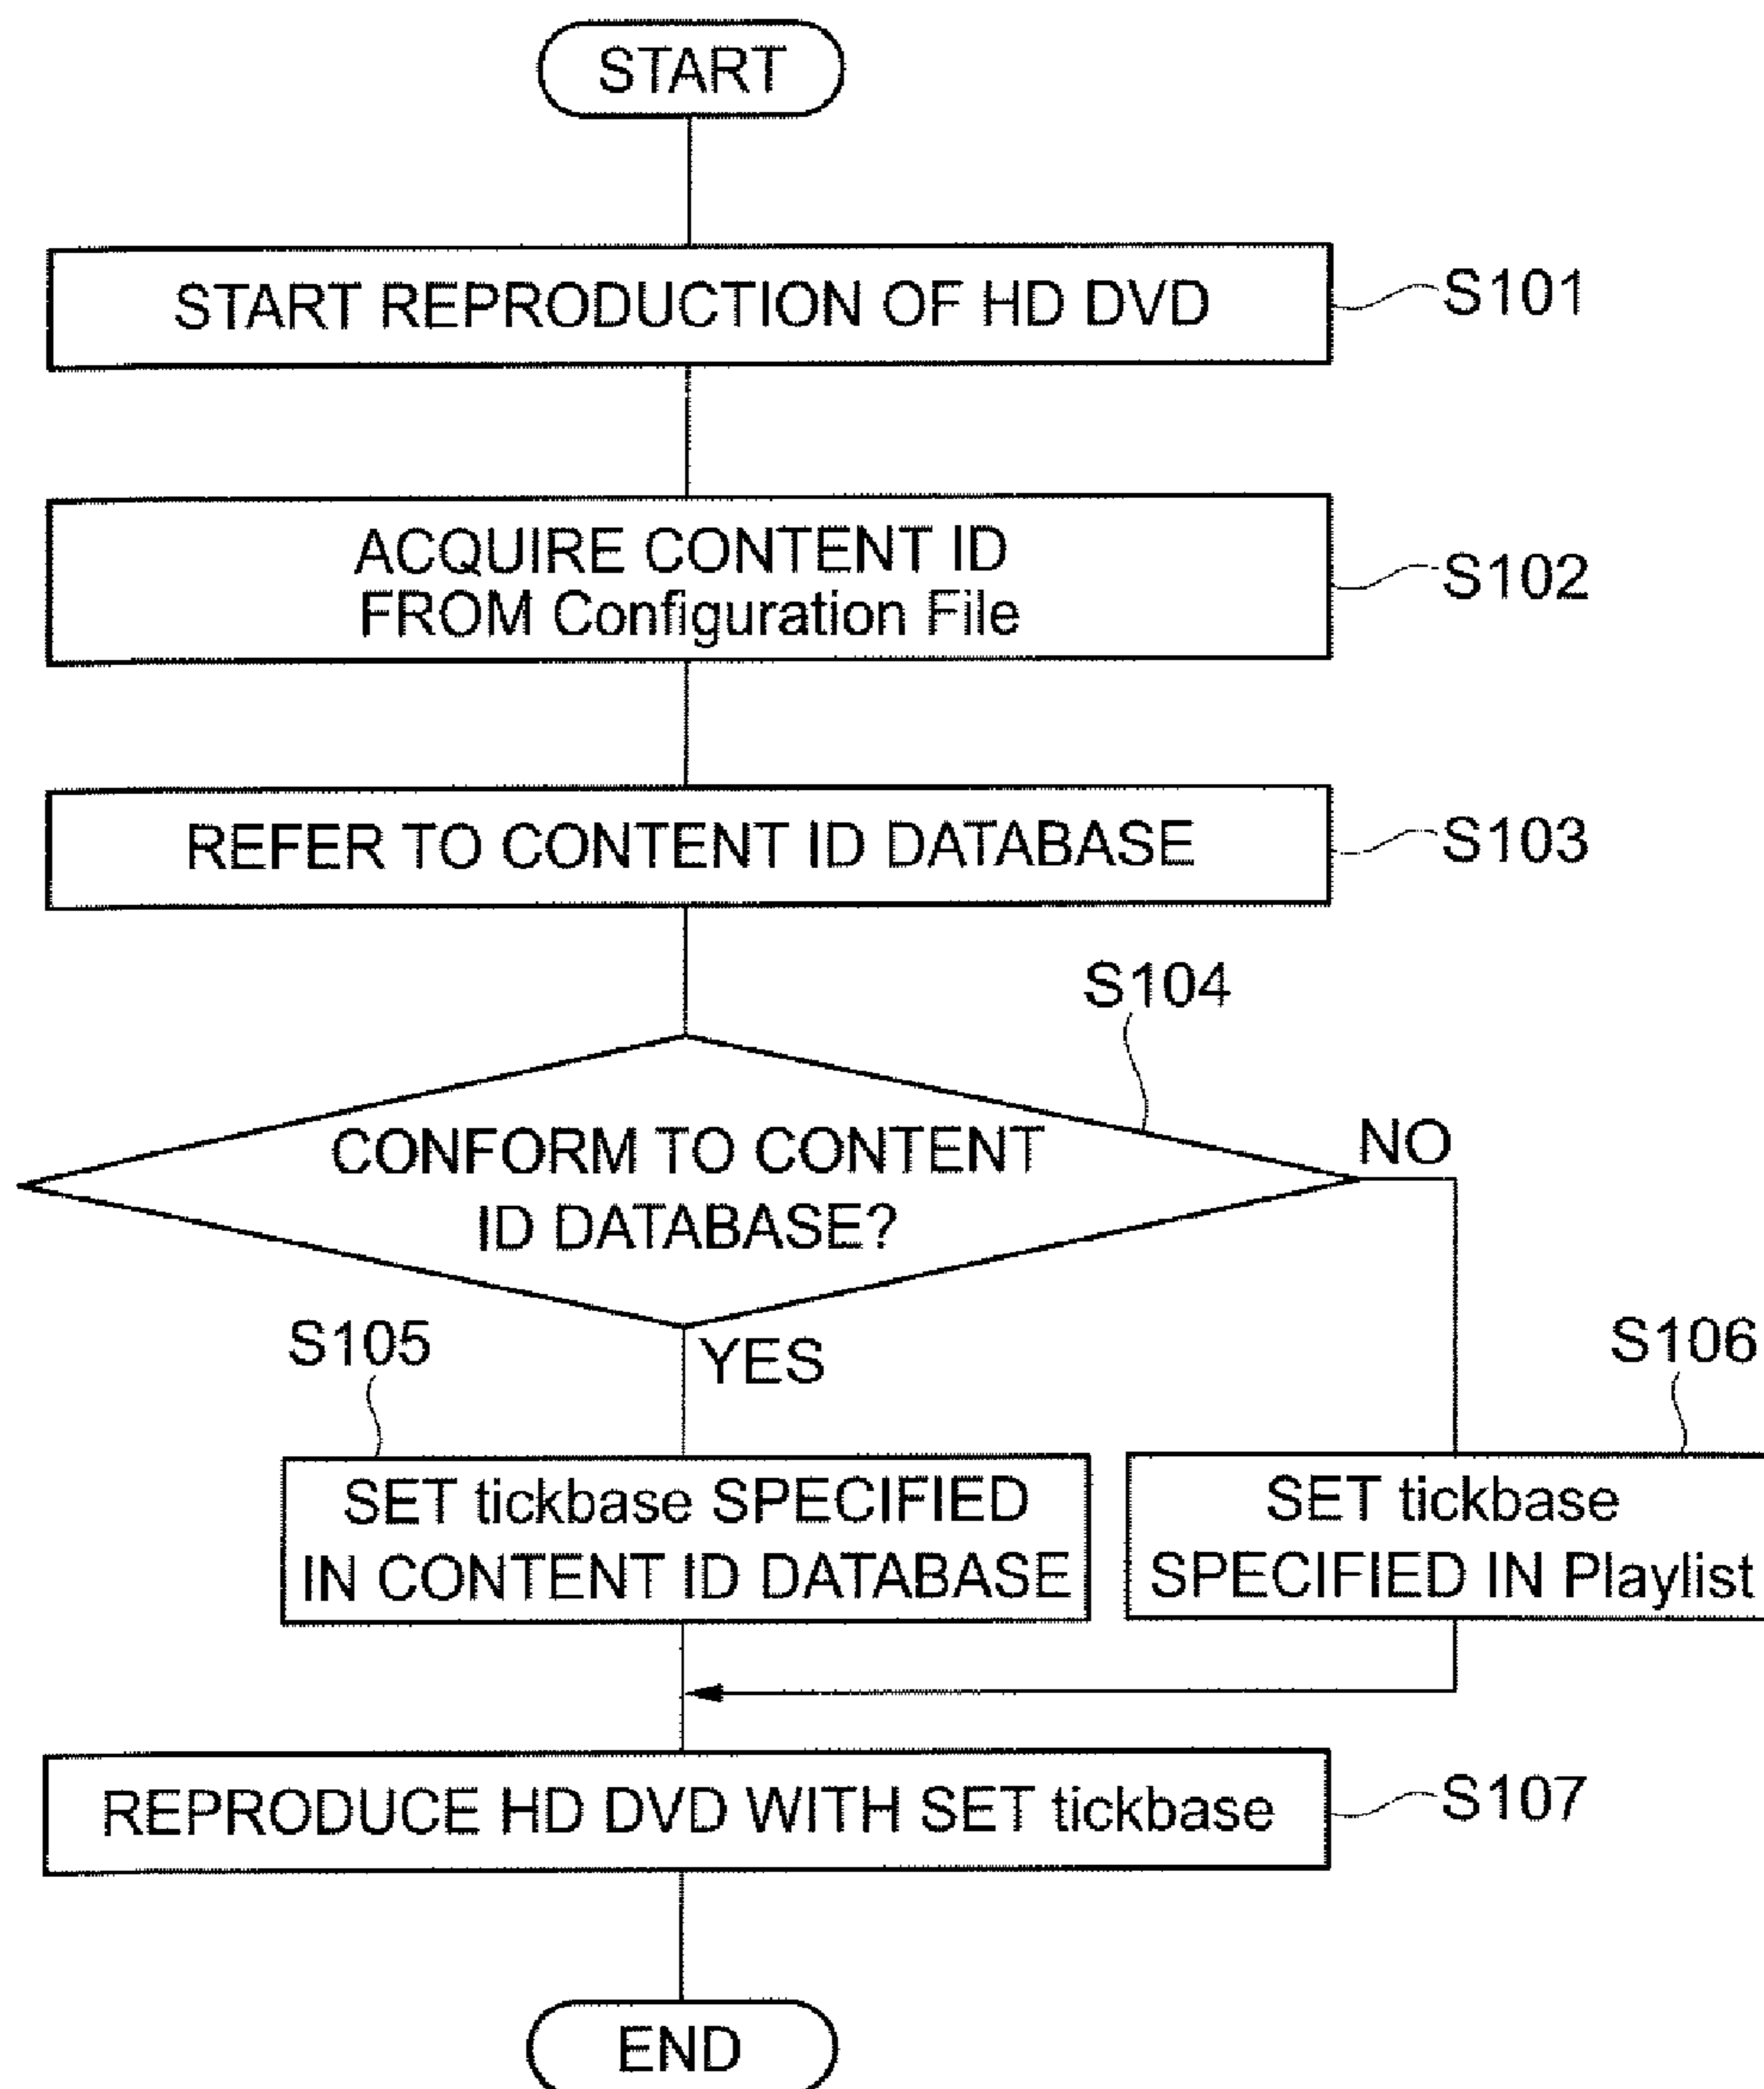 START
START REPRODUCTION OF HD DVD
S101
ACQUIRE CONTENT ID
FROM Configuration File
S102
REFER TO CONTENT ID DATABASE
S103
S104
CONFORM TO CONTENT
ID DATABASE?
NO
YES
S105
S106
SET tickbase SPECIFIED
IN CONTENT ID DATABASE
SET tickbase
SPECIFIED IN Playlist
REPRODUCE HD DVD WITH SET tickbase
S107
END